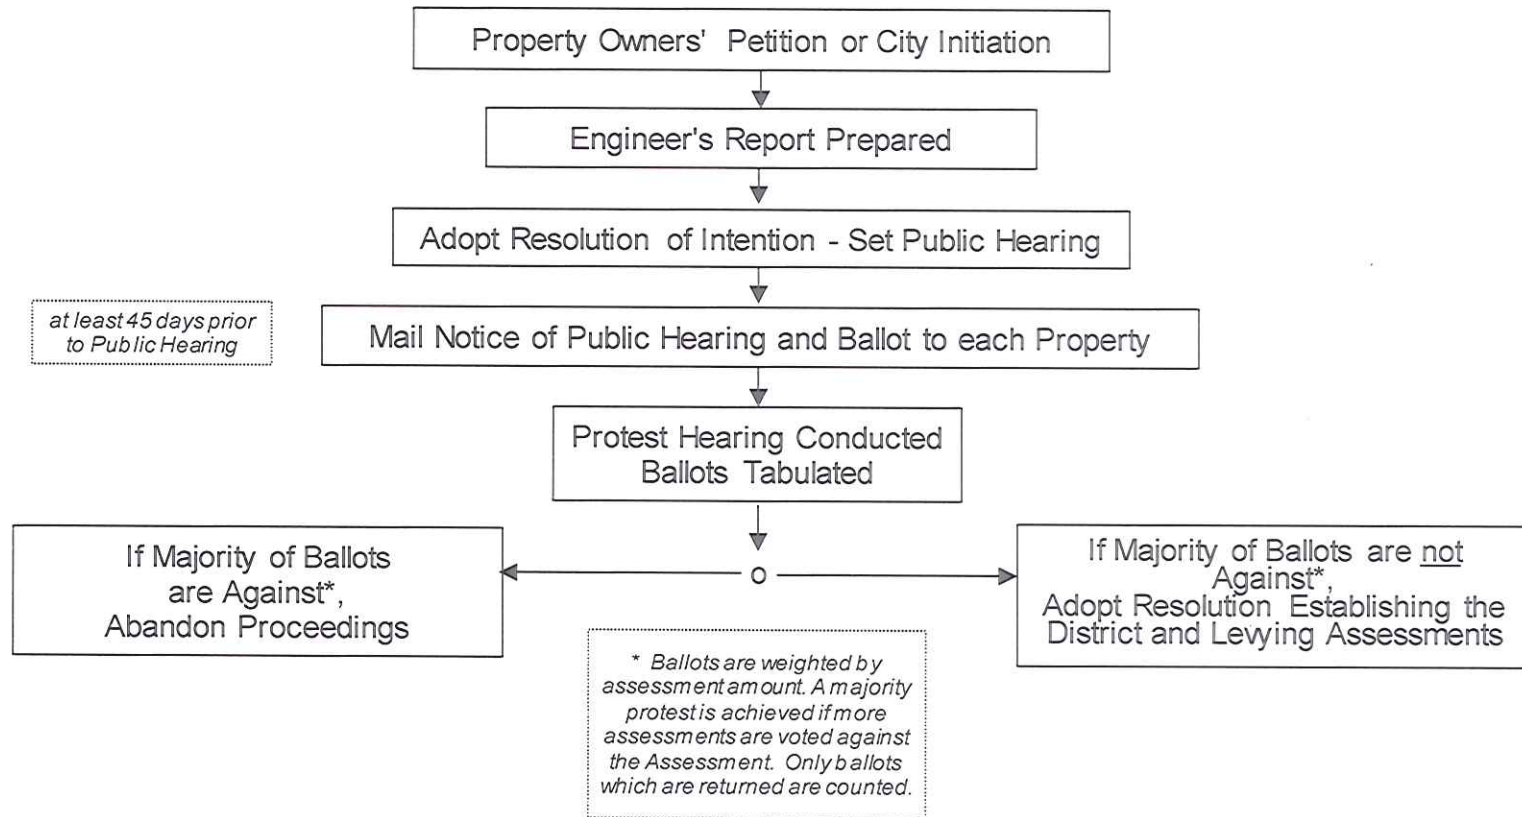 Property Owners' Petition or City Initiation
Engineer's Report Prepared
Adopt Resolution of Intention - Set Public Hearing
at least 45 days prior
to Public Hearing
Mail Notice of Public Hearing and Ballot to each Property
Protest Hearing Conducted
Ballots Tabulated
If Majority of Ballots
are Against*,
Abandon Proceedings
o
If Majority of Ballots are not
Against*,
Adopt Resolution Establishing the
District and Levying Assessments
* Ballots are weighted by
assessment amount. A majority
protest is achieved if more
assessments are voted against
the Assessment. Only ballots
which are returned are counted.